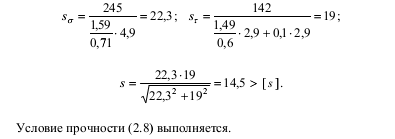 s_σ = 245 / ((1,59 / 0,71) · 4,9) = 22,3; s_τ = 142 / ((1,49 / 0,6) · 2,9 + 0,1 · 2,9) = 19;
s = 22,3 · 19 / √(22,3² + 19²) = 14,5 > [s].
Условие прочности (2.8) выполняется.